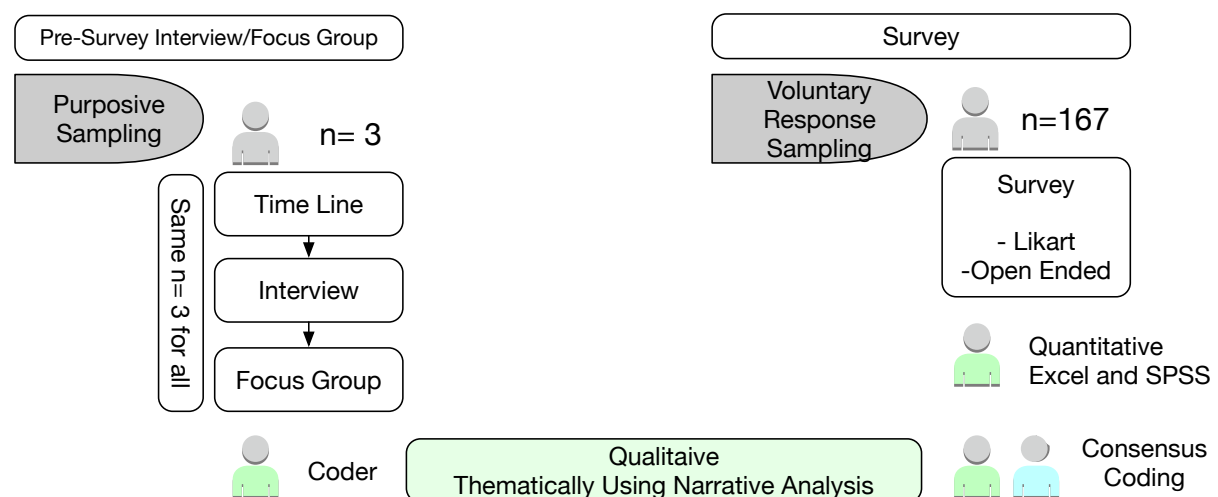 Pre-Survey Interview/Focus Group
Purposive
Sampling
n= 3
Same n= 3 for all
Time Line
Interview
Focus Group
Coder
Survey
Voluntary
Response
Sampling
n=167
Survey
- Likart
-Open Ended
Quantitative
Excel and SPSS
Qualitaive
Thematically Using Narrative Analysis
Consensus
Coding